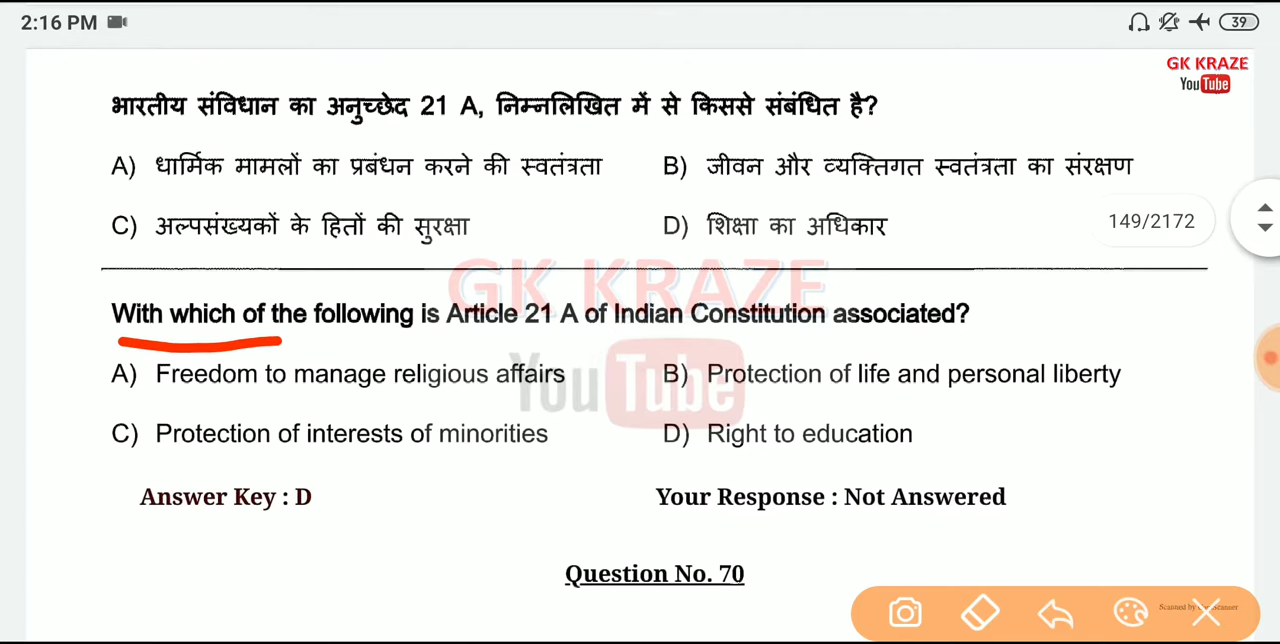 2:16 PM
39
GK KRAZE
YouTube
भारतीय संविधान का अनुच्छेद 21 A, निम्नलिखित में से किससे संबंधित है?
A) धार्मिक मामलों का प्रबंधन करने की स्वतंत्रता B) जीवन और व्यक्तिगत स्वतंत्रता का संरक्षण
C) अल्पसंख्यकों के हितों की सुरक्षा D) शिक्षा का अधिकार
149/2172
GK KRAZE
With which of the following is Article 21 A of Indian Constitution associated?
YouTube
A) Freedom to manage religious affairs B) Protection of life and personal liberty
C) Protection of interests of minorities D) Right to education
Answer Key : D Your Response : Not Answered
Question No. 70
Scanned by